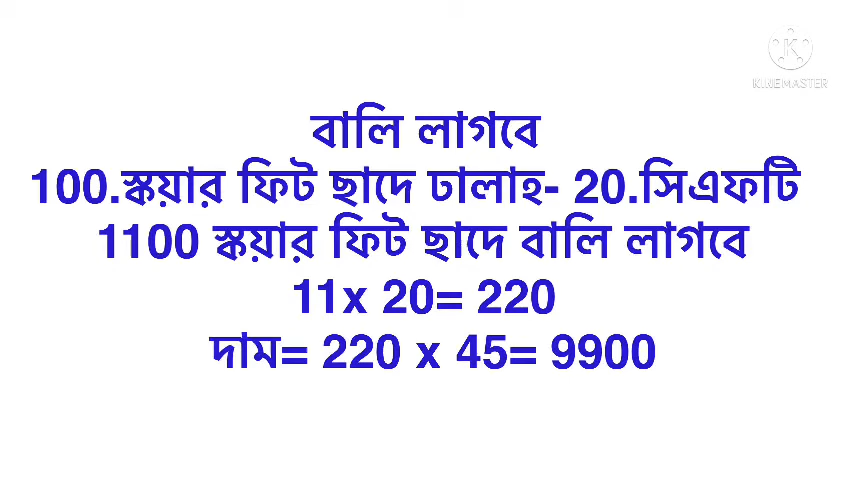 KINEMASTER
বালি লাগবে
100.স্কয়ার ফিট ছাদে ঢালাহ- 20.সিএফটি
1100 স্কয়ার ফিট ছাদে বালি লাগবে
11x 20= 220
দাম= 220 x 45= 9900